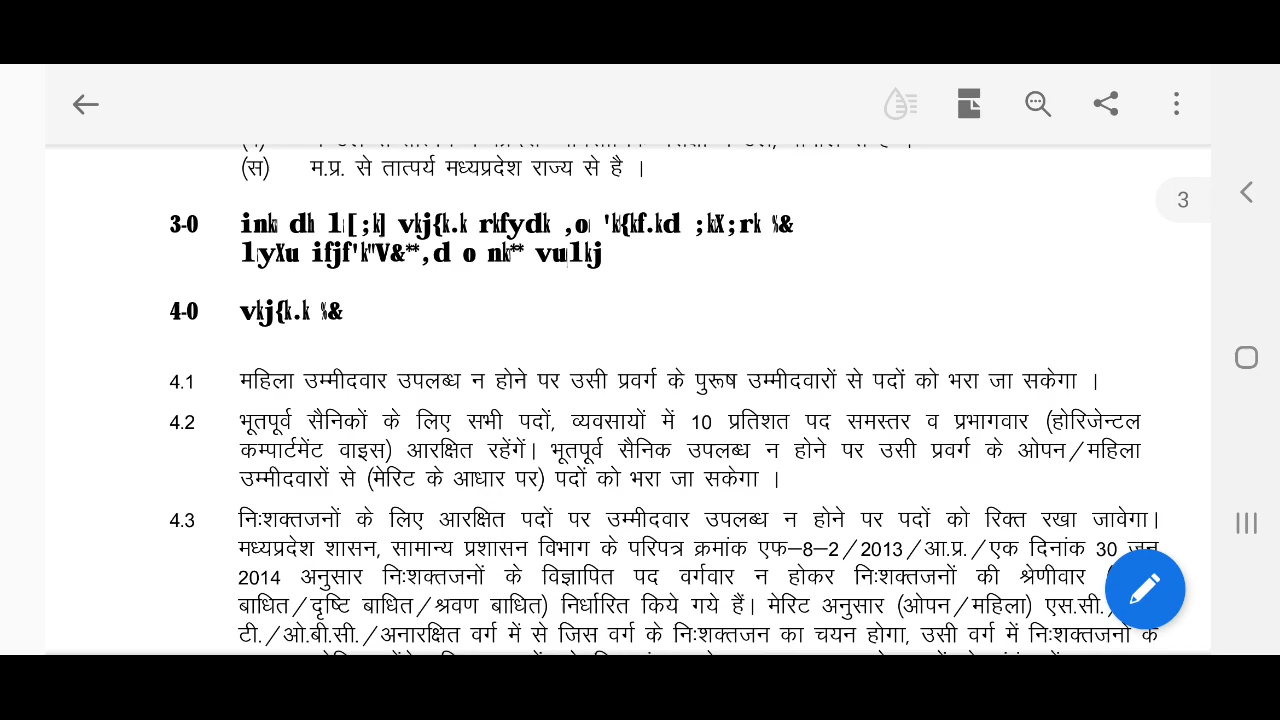 (स) म.प्र. से तात्पर्य मध्यप्रदेश राज्य से है ।
3
3-0 inks dh la[;k] vkj{k.k rkfydk ,oa 'kS{kf.kd ;ksX;rk %&
layXu ifjf'k"V&**,d o nks** vuqlkj
4-0 vkj{k.k %&
4.1 महिला उम्मीदवार उपलब्ध न होने पर उसी प्रवर्ग के पुरूष उम्मीदवारों से पदों को भरा जा सकेगा ।
4.2 भूतपूर्व सैनिकों के लिए सभी पदों, व्यवसायों में 10 प्रतिशत पद समस्तर व प्रभागवार (होरिजेन्टल
कम्पार्टमेंट वाइस) आरक्षित रहेंगें। भूतपूर्व सैनिक उपलब्ध न होने पर उसी प्रवर्ग के ओपन/महिला
उम्मीदवारों से (मेरिट के आधार पर) पदों को भरा जा सकेगा ।
4.3 निःशक्तजनों के लिए आरक्षित पदों पर उम्मीदवार उपलब्ध न होने पर पदों को रिक्त रखा जावेगा।
मध्यप्रदेश शासन, सामान्य प्रशासन विभाग के परिपत्र क्रमांक एफ–8–2/2013/आ.प्र./एक दिनांक 30 जून
2014 अनुसार निःशक्तजनों के विज्ञापित पद वर्गवार न होकर निःशक्तजनों की श्रेणीवार
बाधित/दृष्टि बाधित/श्रवण बाधित) निर्धारित किये गये हैं। मेरिट अनुसार (ओपन/महिला) एस.सी./
टी./ओ.बी.सी./अनारक्षित वर्ग में से जिस वर्ग के निःशक्तजन का चयन होगा, उसी वर्ग में निःशक्तजनों के